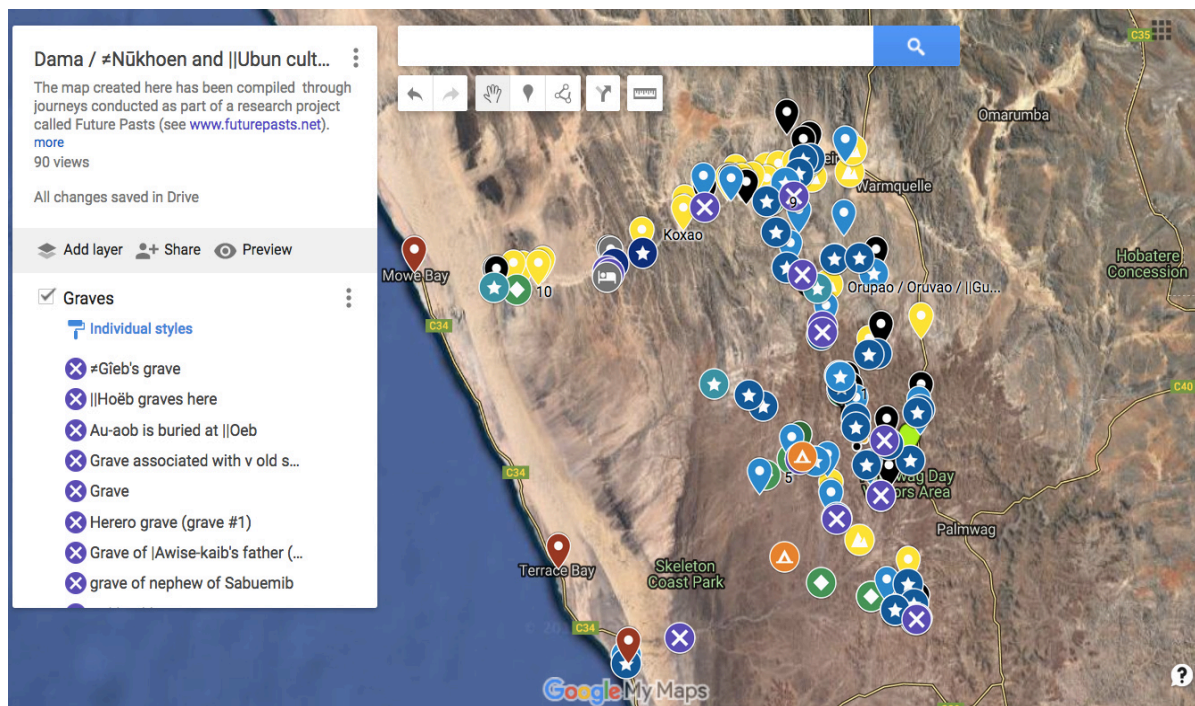 Dama / ≠Nūkhoen and ||Ubun cult...
The map created here has been compiled through
journeys conducted as part of a research project
called Future Pasts (see www.futurepasts.net).
more
90 views
All changes saved in Drive
Add layer
Share
Preview
Graves
Individual styles
≠Gīeb's grave
||Hoëb graves here
Au-aob is buried at ||Oeb
Grave associated with v old s...
Grave
Herero grave (grave #1)
Grave of |Awise-kaib's father (...
grave of nephew of Sabuemib
C35
Omarumba
Warmquelle
9
Koxao
Hobatere
Concession
Mowe Bay
10
Orupao / Oruvao / ||Gu...
C34
C40
1
C34
5
Day
ors Area
Palmwag
Terrace Bay
Skeleton
Coast Park
C34
Google My Maps
?